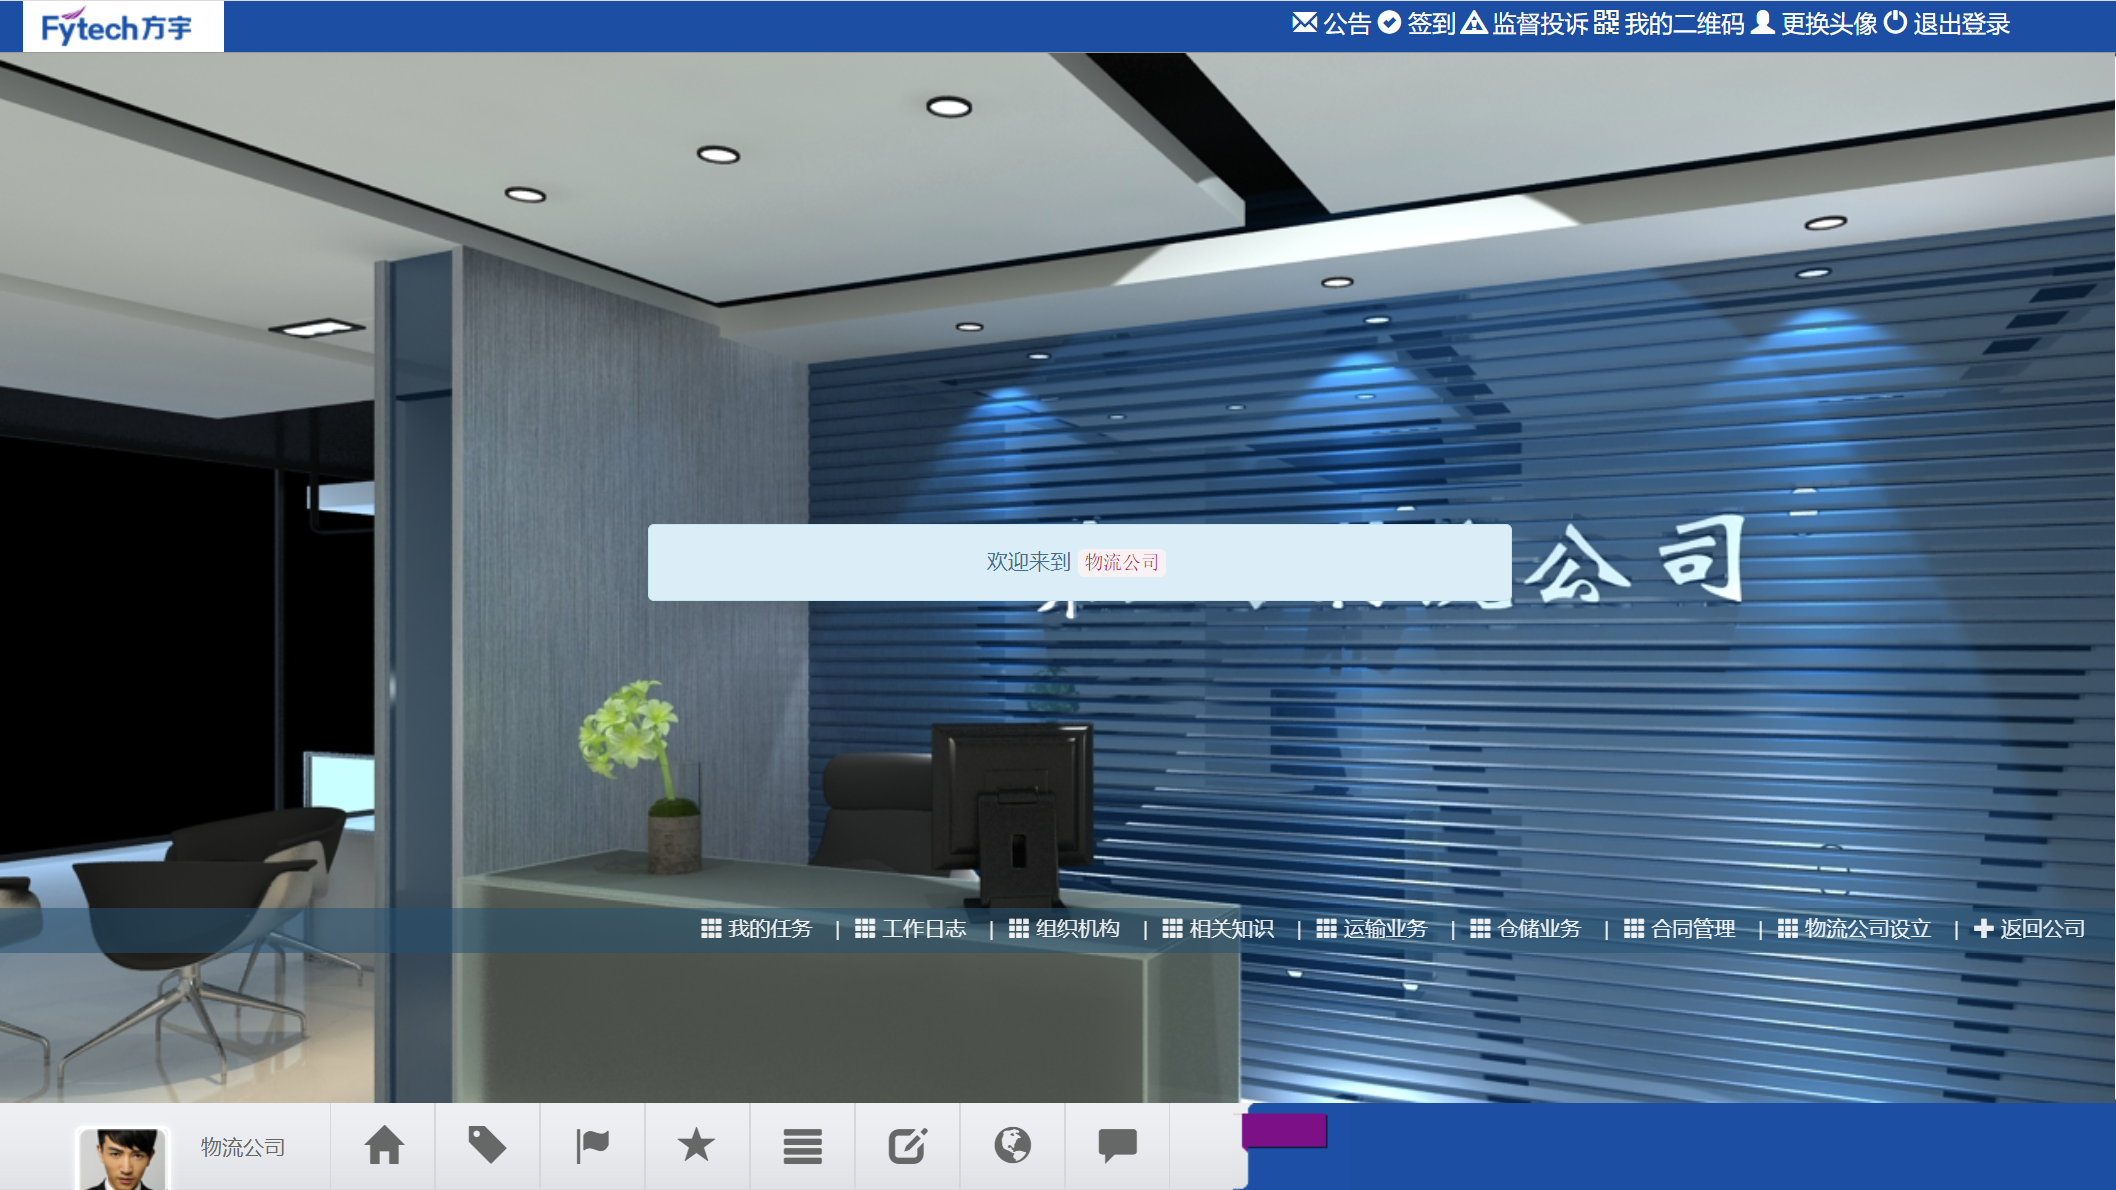 Fytech方宇
公告 签到 监督投诉 我的二维码 更换头像 退出登录
公司
欢迎来到 物流公司
我的任务 | 工作日志 | 组织机构 | 相关知识 | 运输业务 | 仓储业务 | 合同管理 | 物流公司设立 | 返回公司
物流公司